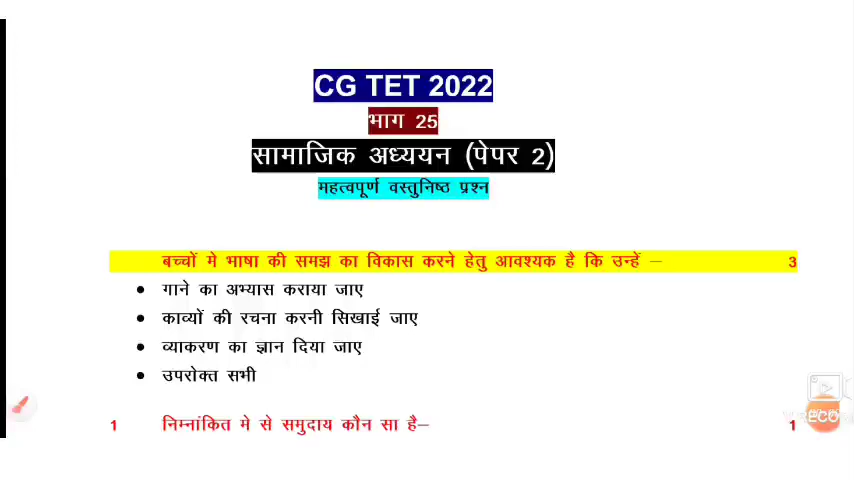 CG TET 2022
भाग 25
सामाजिक अध्ययन (पेपर 2)
महत्वपूर्ण वस्तुनिष्ठ प्रश्न
बच्चों मे भाषा की समझ का विकास करने हेतु आवश्यक है कि उन्हें – 3
• गाने का अभ्यास कराया जाए
• काव्यों की रचना करनी सिखाई जाए
• व्याकरण का ज्ञान दिया जाए
• उपरोक्त सभी
1 निम्नांकित मे से समुदाय कौन सा है– 1